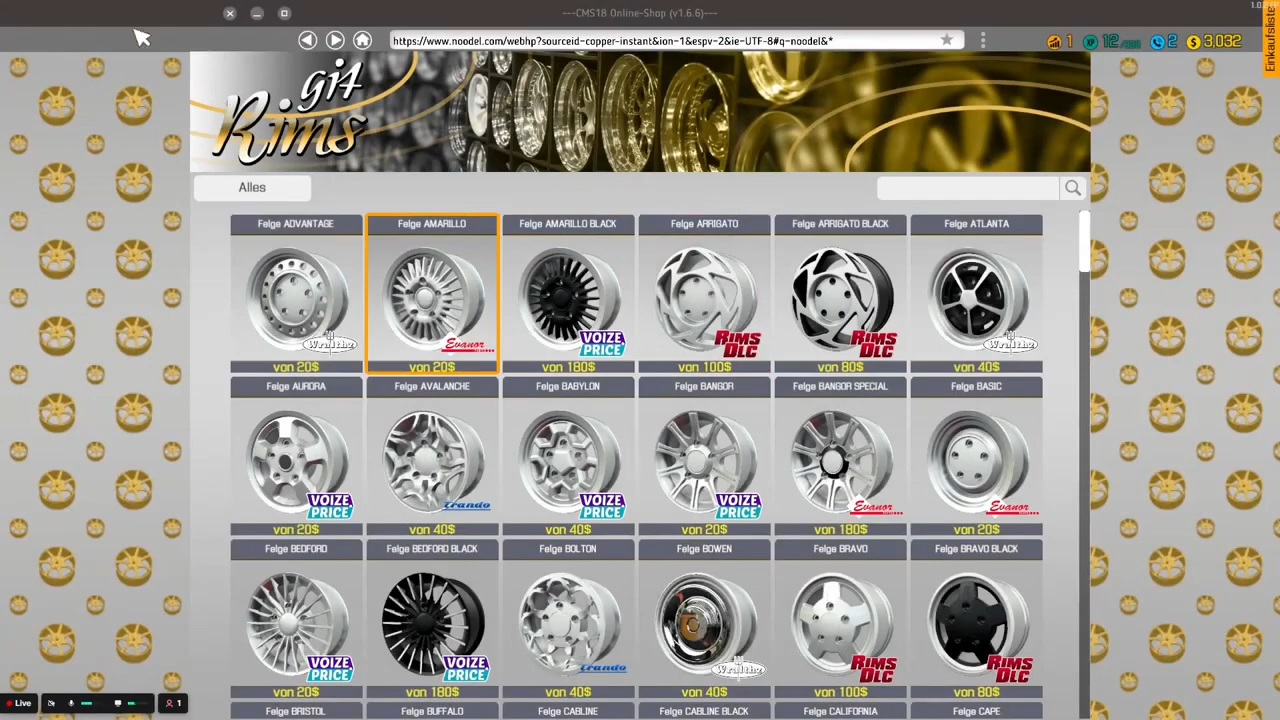 ---CMS18 Online-Shop (v1.6.6)---
https://www.noodel.com/webhp?sourceid-copper-instant&ion-1&espv-2&ie-UTF-8#q-noodel&*
1
12
2
3,032
Einkaufsliste
git
Rims
Alles
Felge ADVANTAGE
Felge AMARILLO
Felge AMARILLO BLACK
Felge ARRIGATO
Felge ARRIGATO BLACK
Felge ATLANTA
Evanor
VOIZE PRICE
RIMS DLC
RIMS DLC
von 20$
von 20$
von 180$
von 100$
von 80$
von 40$
Felge AURORA
Felge AVALANCHE
Felge BABYLON
Felge BANGOR
Felge BANGOR SPECIAL
Felge BASIC
VOIZE PRICE
Trando
VOIZE PRICE
VOIZE PRICE
Evanor
Evanor
von 20$
von 40$
von 40$
von 20$
von 180$
von 20$
Felge BEDFORD
Felge BEDFORD BLACK
Felge BOLTON
Felge BOWEN
Felge BRAVO
Felge BRAVO BLACK
VOIZE PRICE
VOIZE PRICE
Trando
RIMS DLC
RIMS DLC
von 20$
von 180$
von 40$
von 40$
von 100$
von 80$
Felge BRISTOL
Felge BUFFALO
Felge CABLINE
Felge CABLINE BLACK
Felge CALIFORNIA
Felge CAPE
Live
1